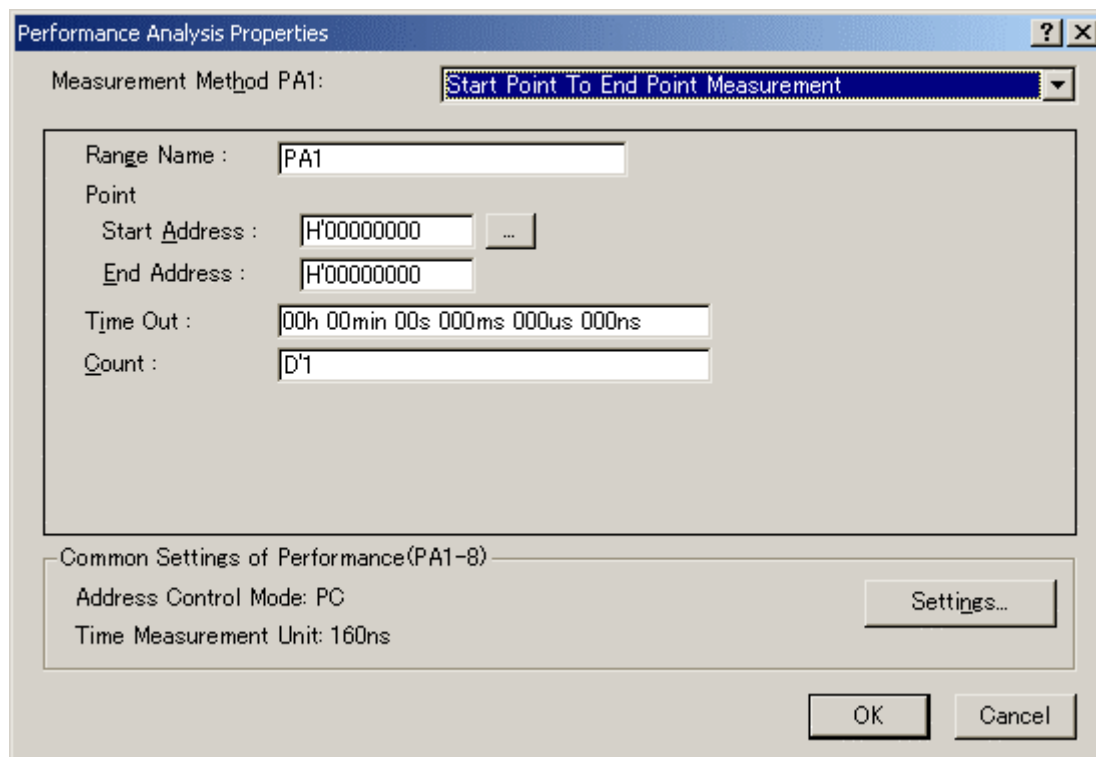 Performance Analysis Properties
Measurement Method PA1: Start Point To End Point Measurement
Range Name : PA1
Point
Start Address : H'00000000 ...
End Address : H'00000000
Time Out : 00h 00min 00s 000ms 000us 000ns
Count : D'1
Common Settings of Performance(PA1-8)
Address Control Mode: PC
Settings...
Time Measurement Unit: 160ns
OK Cancel